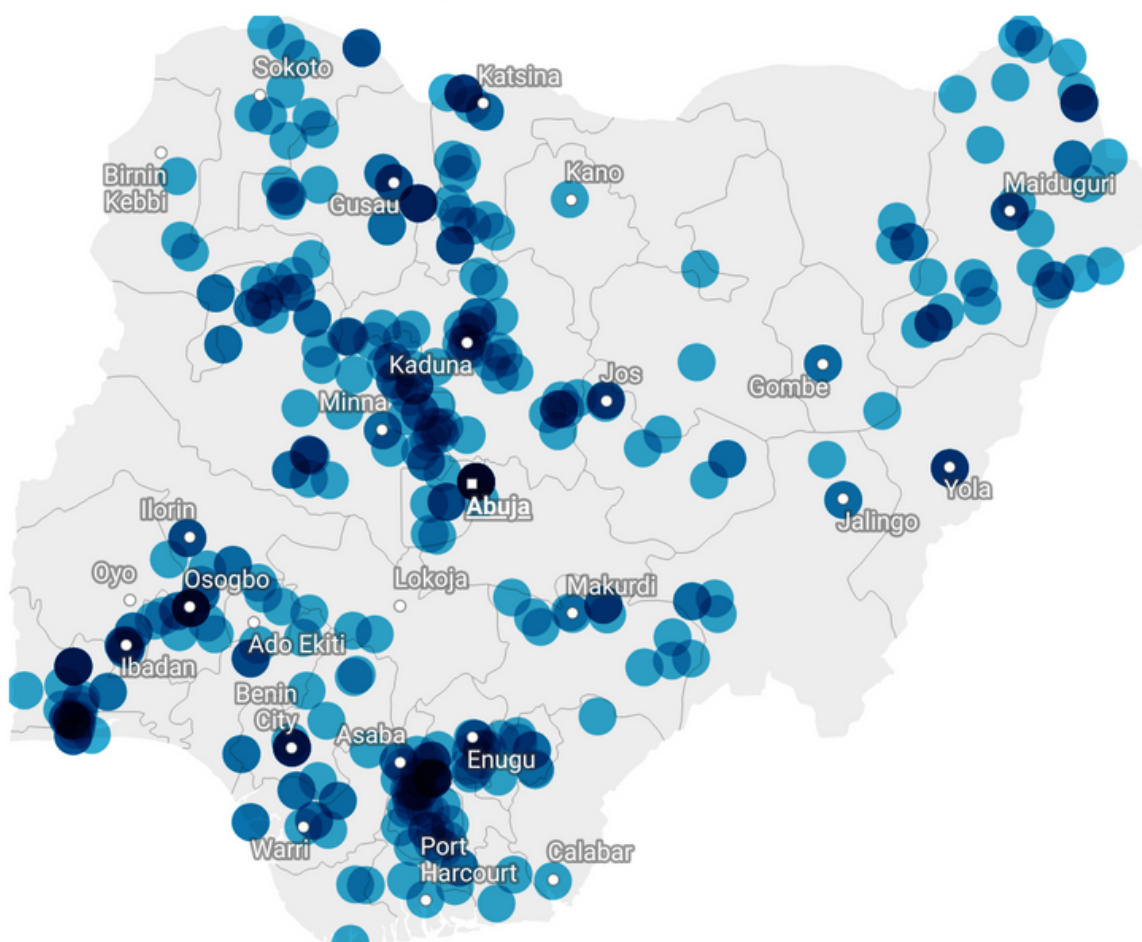 Sokoto
Katsina
Birnin
Kebbi
Kano
Gusau
Maiduguri
Kaduna
Jos
Gombe
Minna
Abuja
Yola
Jalingo
Ilorin
Oyo
Osogbo
Lokoja
Makurdi
Ado Ekiti
Ibadan
Benin
City
Asaba
Enugu
Warri
Port
Harcourt
Calabar